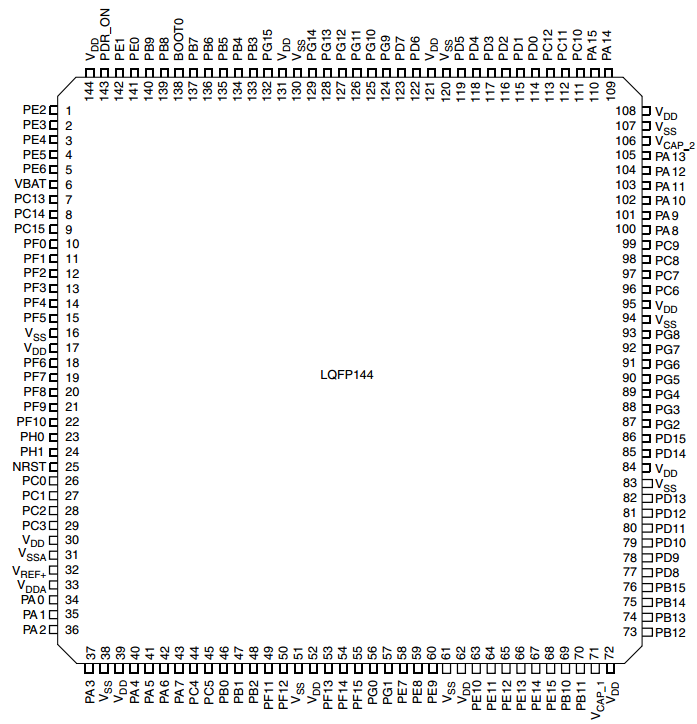 VDD
PDR_ON
PE1
PE0
PB9
PB8
BOOT0
PB7
PB6
PB5
PB4
PB3
PG15
VDD
VSS
PG14
PG13
PG12
PG11
PG10
PG9
PD7
PD6
VDD
VSS
PD5
PD4
PD3
PD2
PD1
PD0
PC12
PC11
PC10
PA15
PA14
144
143
142
141
140
139
138
137
136
135
134
133
132
131
130
129
128
127
126
125
124
123
122
121
120
119
118
117
116
115
114
113
112
111
110
109
PE2 1
PE3 2
PE4 3
PE5 4
PE6 5
VBAT 6
PC13 7
PC14 8
PC15 9
PF0 10
PF1 11
PF2 12
PF3 13
PF4 14
PF5 15
VSS 16
VDD 17
PF6 18
PF7 19
PF8 20
PF9 21
PF10 22
PH0 23
PH1 24
NRST 25
PC0 26
PC1 27
PC2 28
PC3 29
VDD 30
VSSA 31
VREF+ 32
VDDA 33
PA0 34
PA1 35
PA2 36
LQFP144
108 VDD
107 VSS
106 VCAP_2
105 PA13
104 PA12
103 PA11
102 PA10
101 PA9
100 PA8
99 PC9
98 PC8
97 PC7
96 PC6
95 VDD
94 VSS
93 PG8
92 PG7
91 PG6
90 PG5
89 PG4
88 PG3
87 PG2
86 PD15
85 PD14
84 VDD
83 VSS
82 PD13
81 PD12
80 PD11
79 PD10
78 PD9
77 PD8
76 PB15
75 PB14
74 PB13
73 PB12
37
38
39
40
41
42
43
44
45
46
47
48
49
50
51
52
53
54
55
56
57
58
59
60
61
62
63
64
65
66
67
68
69
70
71
72
PA3
VSS
VDD
PA4
PA5
PA6
PA7
PC4
PC5
PB0
PB1
PB2
PF11
PF12
VSS
VDD
PF13
PF14
PF15
PG0
PG1
PE7
PE8
PE9
VSS
VDD
PE10
PE11
PE12
PE13
PE14
PE15
PB10
PB11
VCAP_1
VDD